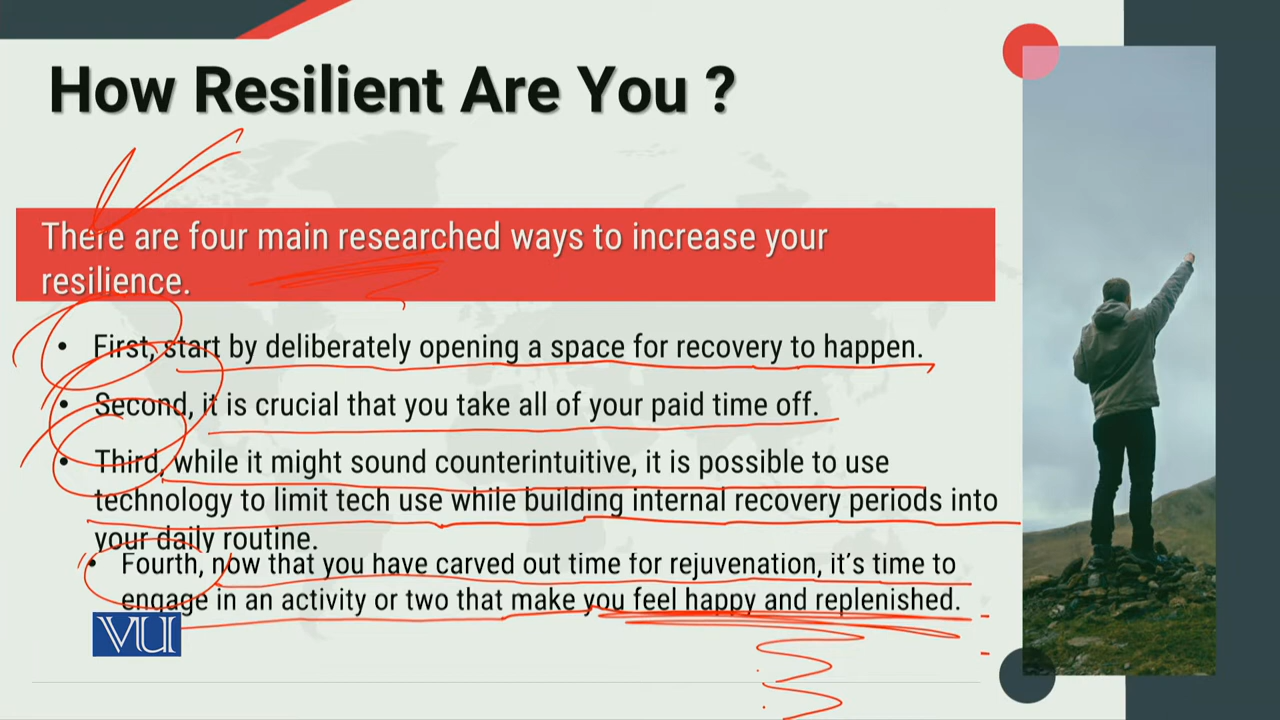 How Resilient Are You ?
There are four main researched ways to increase your
resilience.
• First, start by deliberately opening a space for recovery to happen.
• Second, it is crucial that you take all of your paid time off.
• Third, while it might sound counterintuitive, it is possible to use
technology to limit tech use while building internal recovery periods into
your daily routine.
• Fourth, now that you have carved out time for rejuvenation, it’s time to
engage in an activity or two that make you feel happy and replenished.
VU